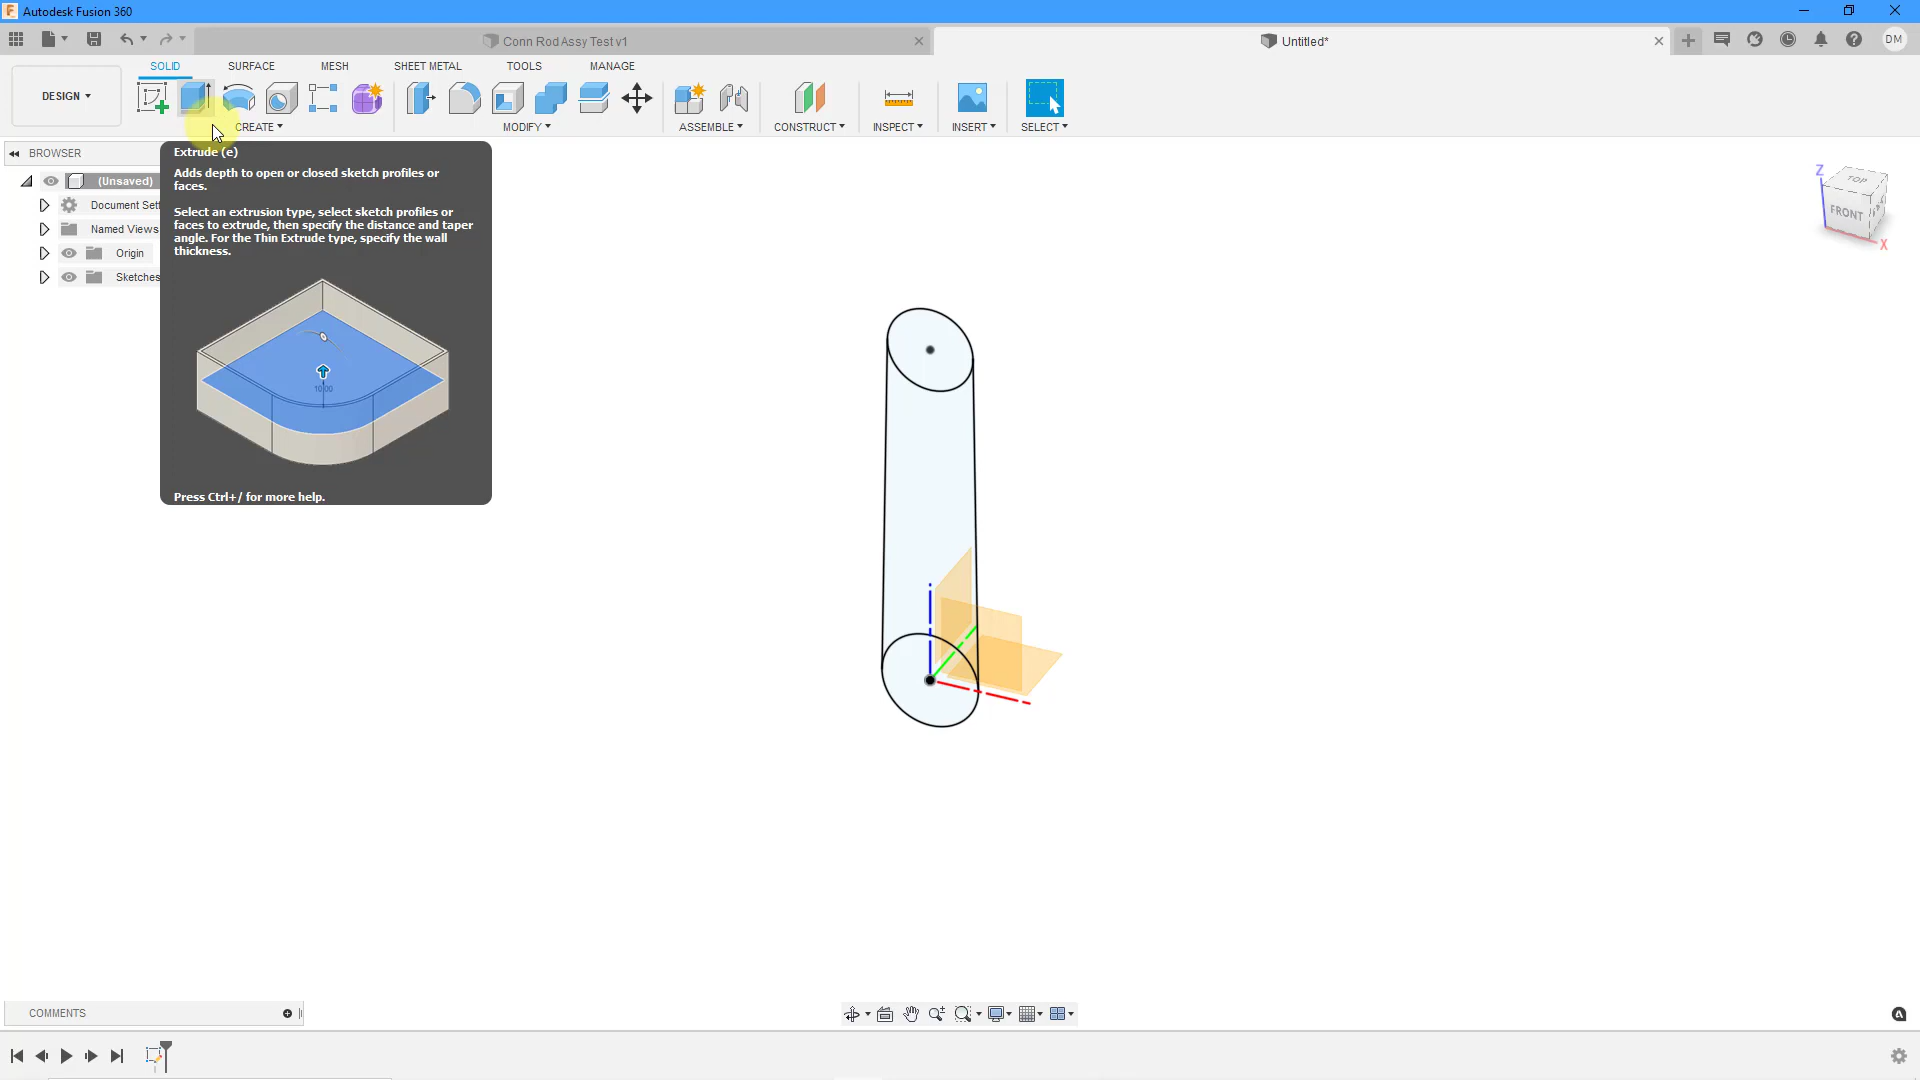 Autodesk Fusion 360
Conn Rod Assy Test v1
Untitled*
DM
DESIGN
SOLID
SURFACE
MESH
SHEET METAL
TOOLS
MANAGE
CREATE
MODIFY
ASSEMBLE
CONSTRUCT
INSPECT
INSERT
SELECT
BROWSER
(Unsaved)
Document Sett
Named Views
Origin
Sketches
Extrude (e)
Adds depth to open or closed sketch profiles or
faces.
Select an extrusion type, select sketch profiles or
faces to extrude, then specify the distance and taper
angle. For the Thin Extrude type, specify the wall
thickness.
Press Ctrl+/ for more help.
Z
TOP
FRONT
X
COMMENTS